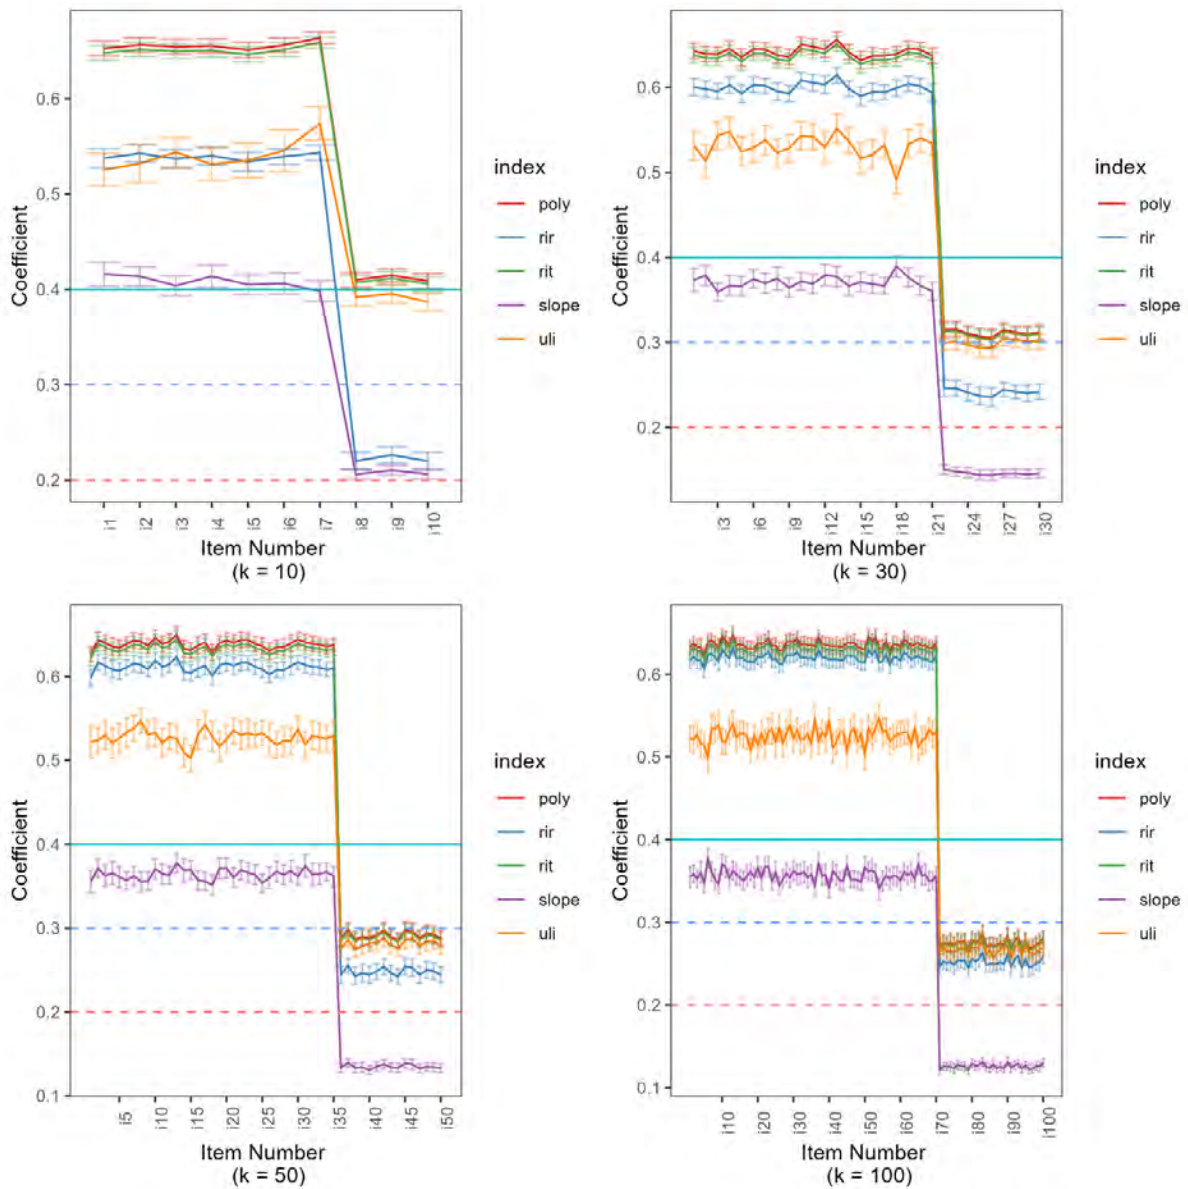 Coefficient
0.6
0.5
0.4
0.3
0.2
i1
i2
i3
i4
i5
i6
i7
i8
i9
i10
Item Number
(k = 10)
index
poly
rir
rit
slope
uli
Coefficient
0.6
0.5
0.4
0.3
0.2
i3
i6
i9
i12
i15
i18
i21
i24
i27
i30
Item Number
(k = 30)
index
poly
rir
rit
slope
uli
Coefficient
0.6
0.5
0.4
0.3
0.2
0.1
i5
i10
i15
i20
i25
i30
i35
i40
i45
i50
Item Number
(k = 50)
index
poly
rir
rit
slope
uli
Coefficient
0.6
0.5
0.4
0.3
0.2
0.1
i10
i20
i30
i40
i50
i60
i70
i80
i90
i100
Item Number
(k = 100)
index
poly
rir
rit
slope
uli